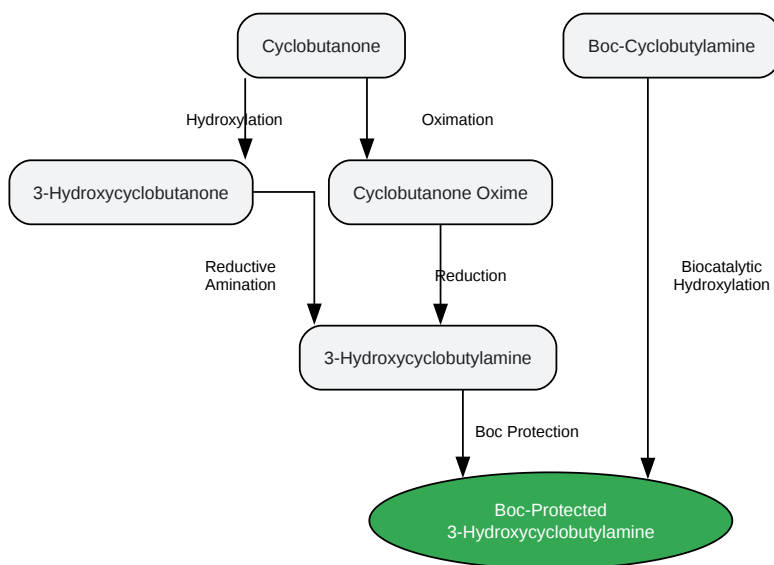 Cyclobutanone
Boc-Cyclobutylamine
Hydroxylation
Oximation
3-Hydroxycyclobutanone
Cyclobutanone Oxime
Reductive
Amination
Reduction
Biocatalytic
Hydroxylation
3-Hydroxycyclobutylamine
Boc Protection
Boc-Protected
3-Hydroxycyclobutylamine